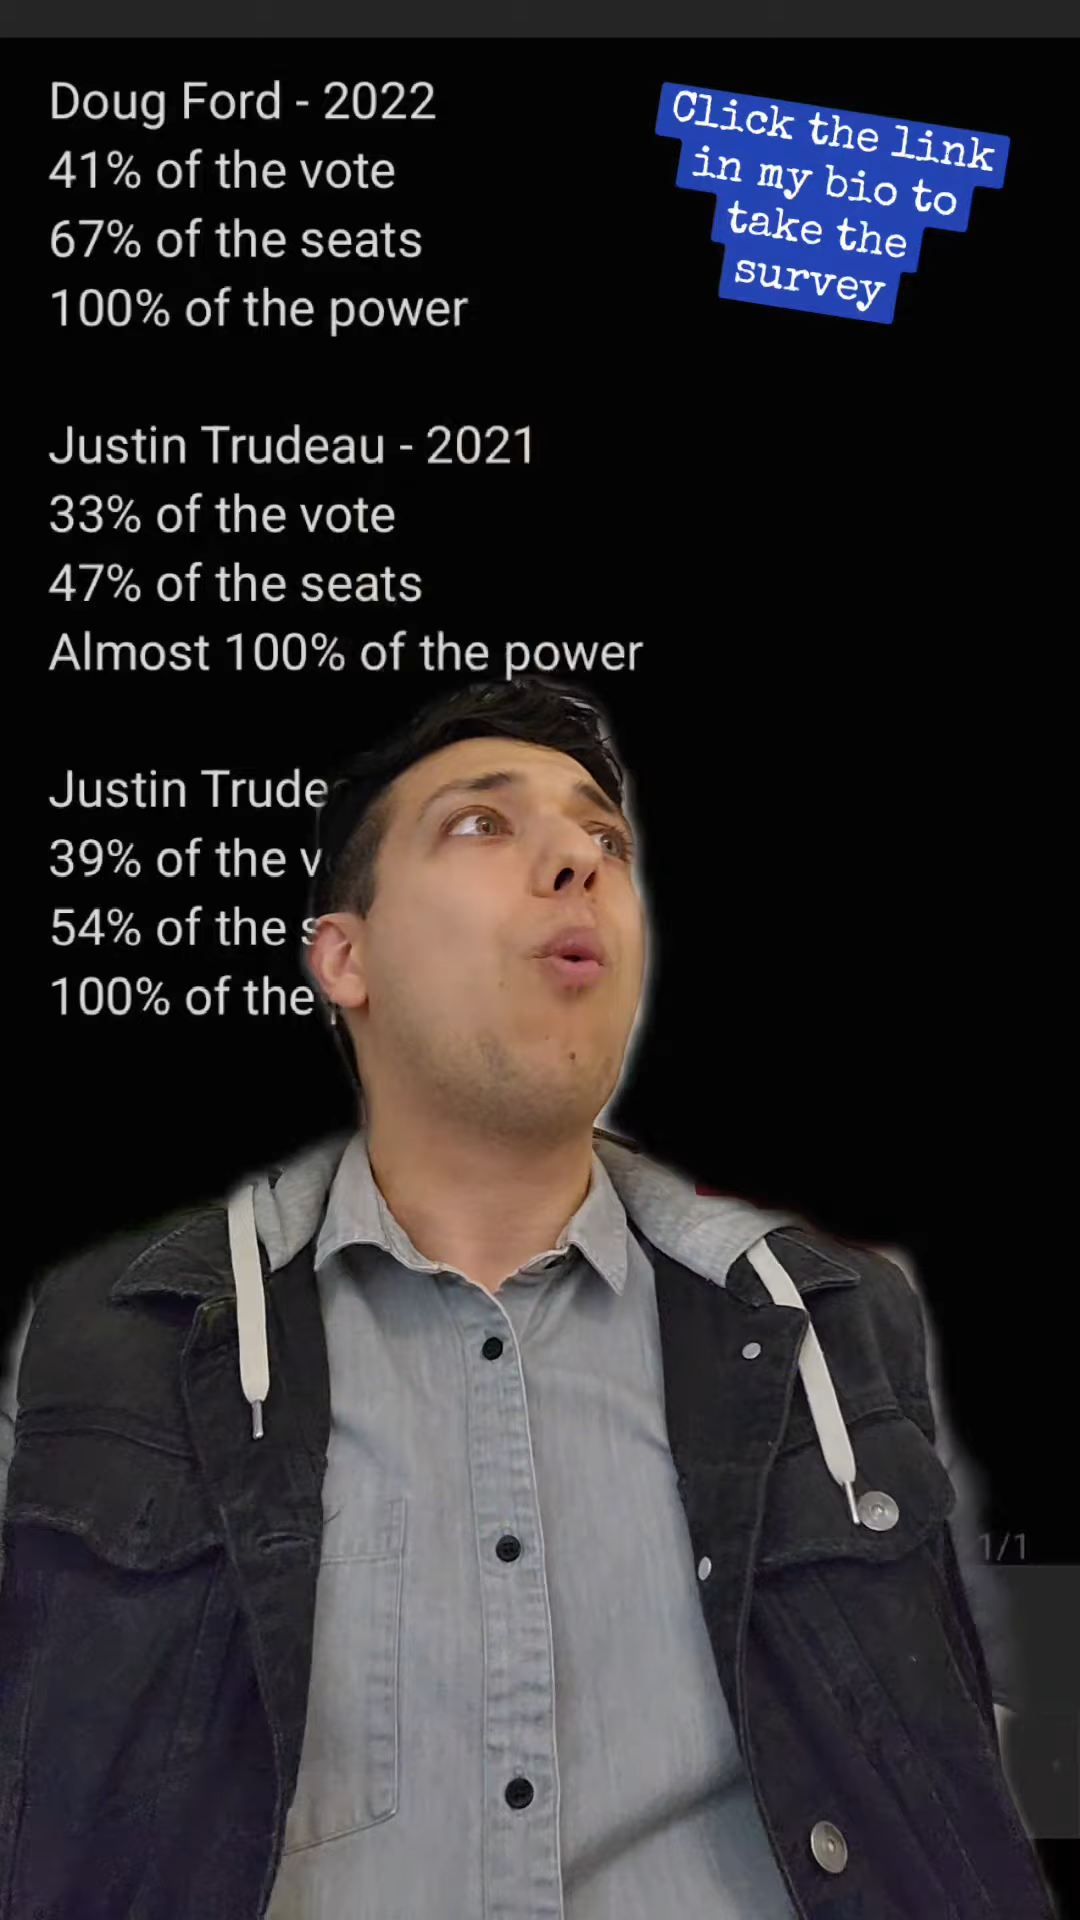 Doug Ford - 2022
41% of the vote
67% of the seats
100% of the power
Click the link
in my bio to
take the
survey
Justin Trudeau - 2021
33% of the vote
47% of the seats
Almost 100% of the power
Justin
39% of the
54% of the
100% of the
1/1